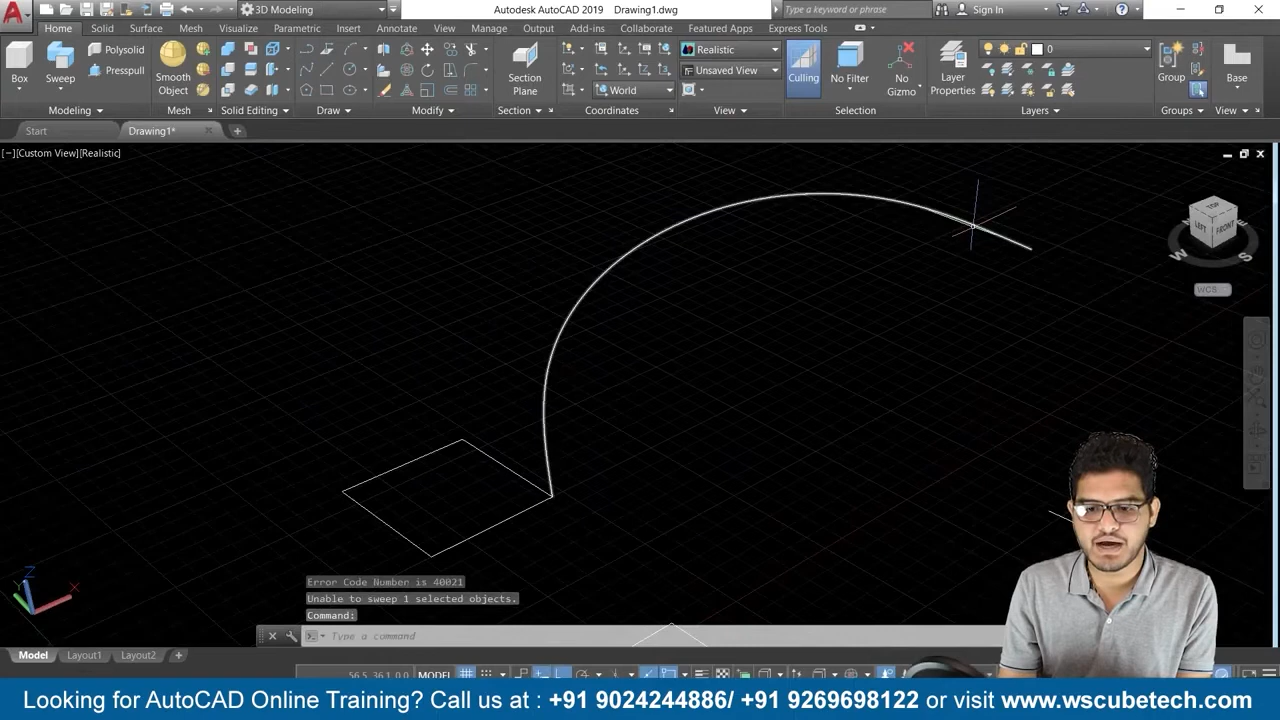 Autodesk AutoCAD 2019 Drawing1.dwg
3D Modeling
Type a keyword or phrase
Sign In
Home Solid Surface Mesh Visualize Parametric Insert Annotate View Manage Output Add-ins Collaborate Featured Apps Express Tools
Box
Sweep
Polysolid
Presspull
Smooth
Object
Section
Plane
World
Realistic
Unsaved View
Culling
No Filter
No
Gizmo
Layer
Properties
0
Group
Base
Modeling
Mesh
Solid Editing
Draw
Modify
Section
Coordinates
View
Selection
Layers
Groups
View
Start
Drawing1*
[−][Custom View][Realistic]
TOP
LEFT
FRONT
W
S
WCS
Z
X
Error Code Number is 40021
Unable to sweep 1 selected objects.
Command:
Type a command
Model Layout1 Layout2
MODEL
Looking for AutoCAD Online Training? Call us at : +91 9024244886/ +91 9269698122 or visit www.wscubetech.com